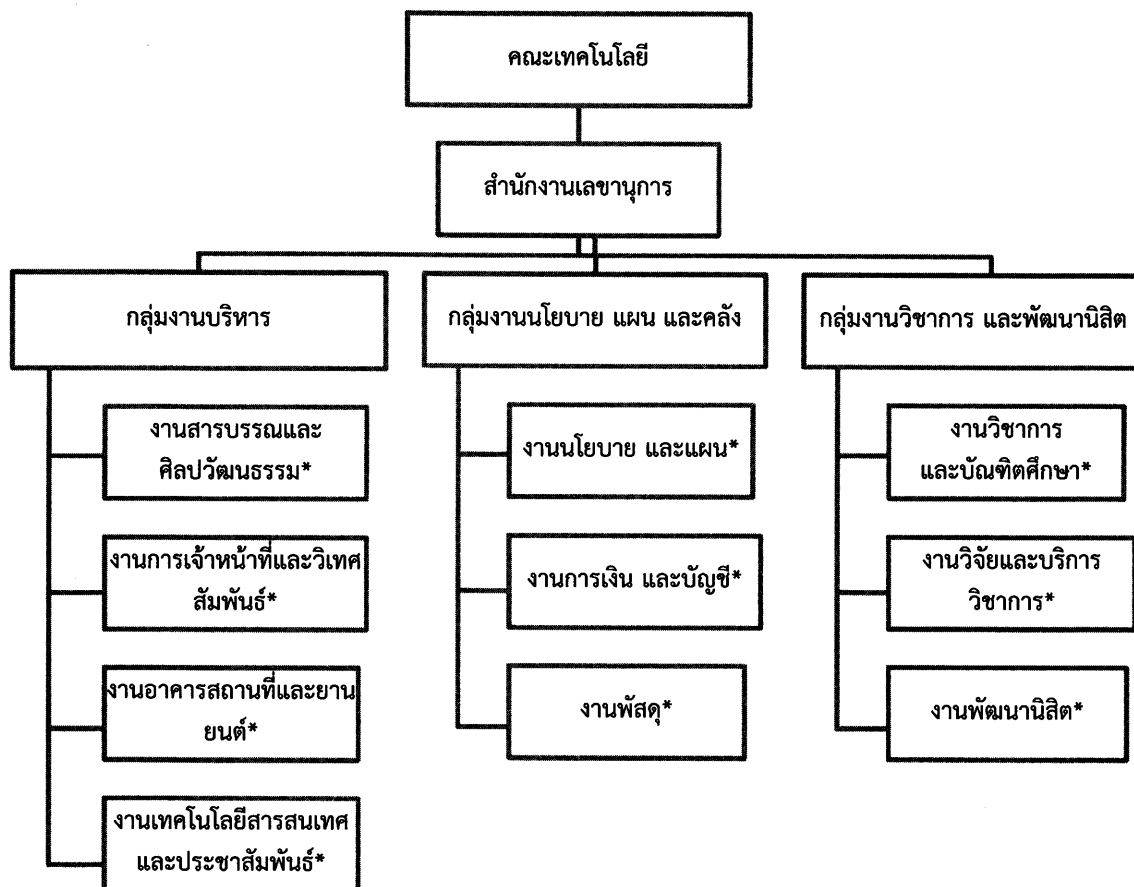 คณะเทคโนโลยี
สำนักงานเลขานุการ
กลุ่มงานบริหาร
กลุ่มงานนโยบาย แผน และคลัง
กลุ่มงานวิชาการ และพัฒนานิสิต
งานสารบรรณและ
ศิลปวัฒนธรรม*
งานการเจ้าหน้าที่และวิเทศ
สัมพันธ์*
งานอาคารสถานที่และยาน
ยนต์*
งานเทคโนโลยีสารสนเทศ
และประชาสัมพันธ์*
งานนโยบาย และแผน*
งานการเงิน และบัญชี*
งานพัสดุ*
งานวิชาการ
และบัณฑิตศึกษา*
งานวิจัยและบริการ
วิชาการ*
งานพัฒนานิสิต*